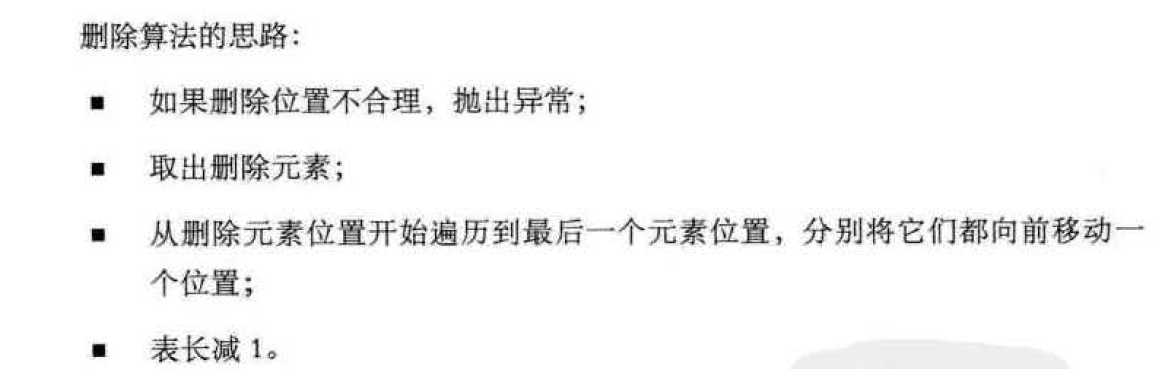 删除算法的思路：
■ 如果删除位置不合理，抛出异常；
■ 取出删除元素；
■ 从删除元素位置开始遍历到最后一个元素位置，分别将它们都向前移动一
个位置；
■ 表长减 1。